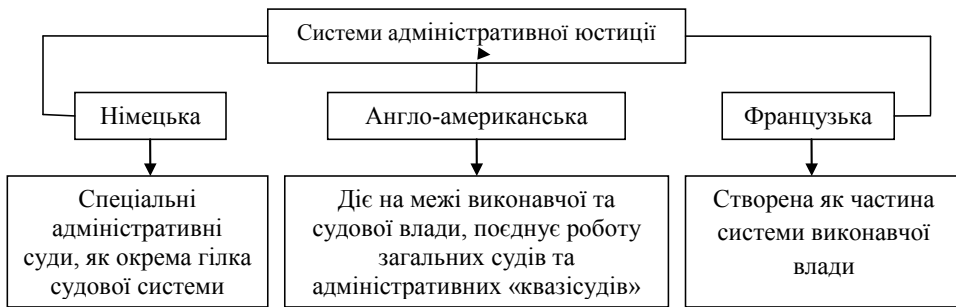 Системи адміністративної юстиції
Німецька
Англо-американська
Французька
Спеціальні
адміністративні
суди, як окрема гілка
судової системи
Діє на межі виконавчої та
судової влади, поєднує роботу
загальних судів та
адміністративних «квазісудів»
Створена як частина
системи виконавчої
влади